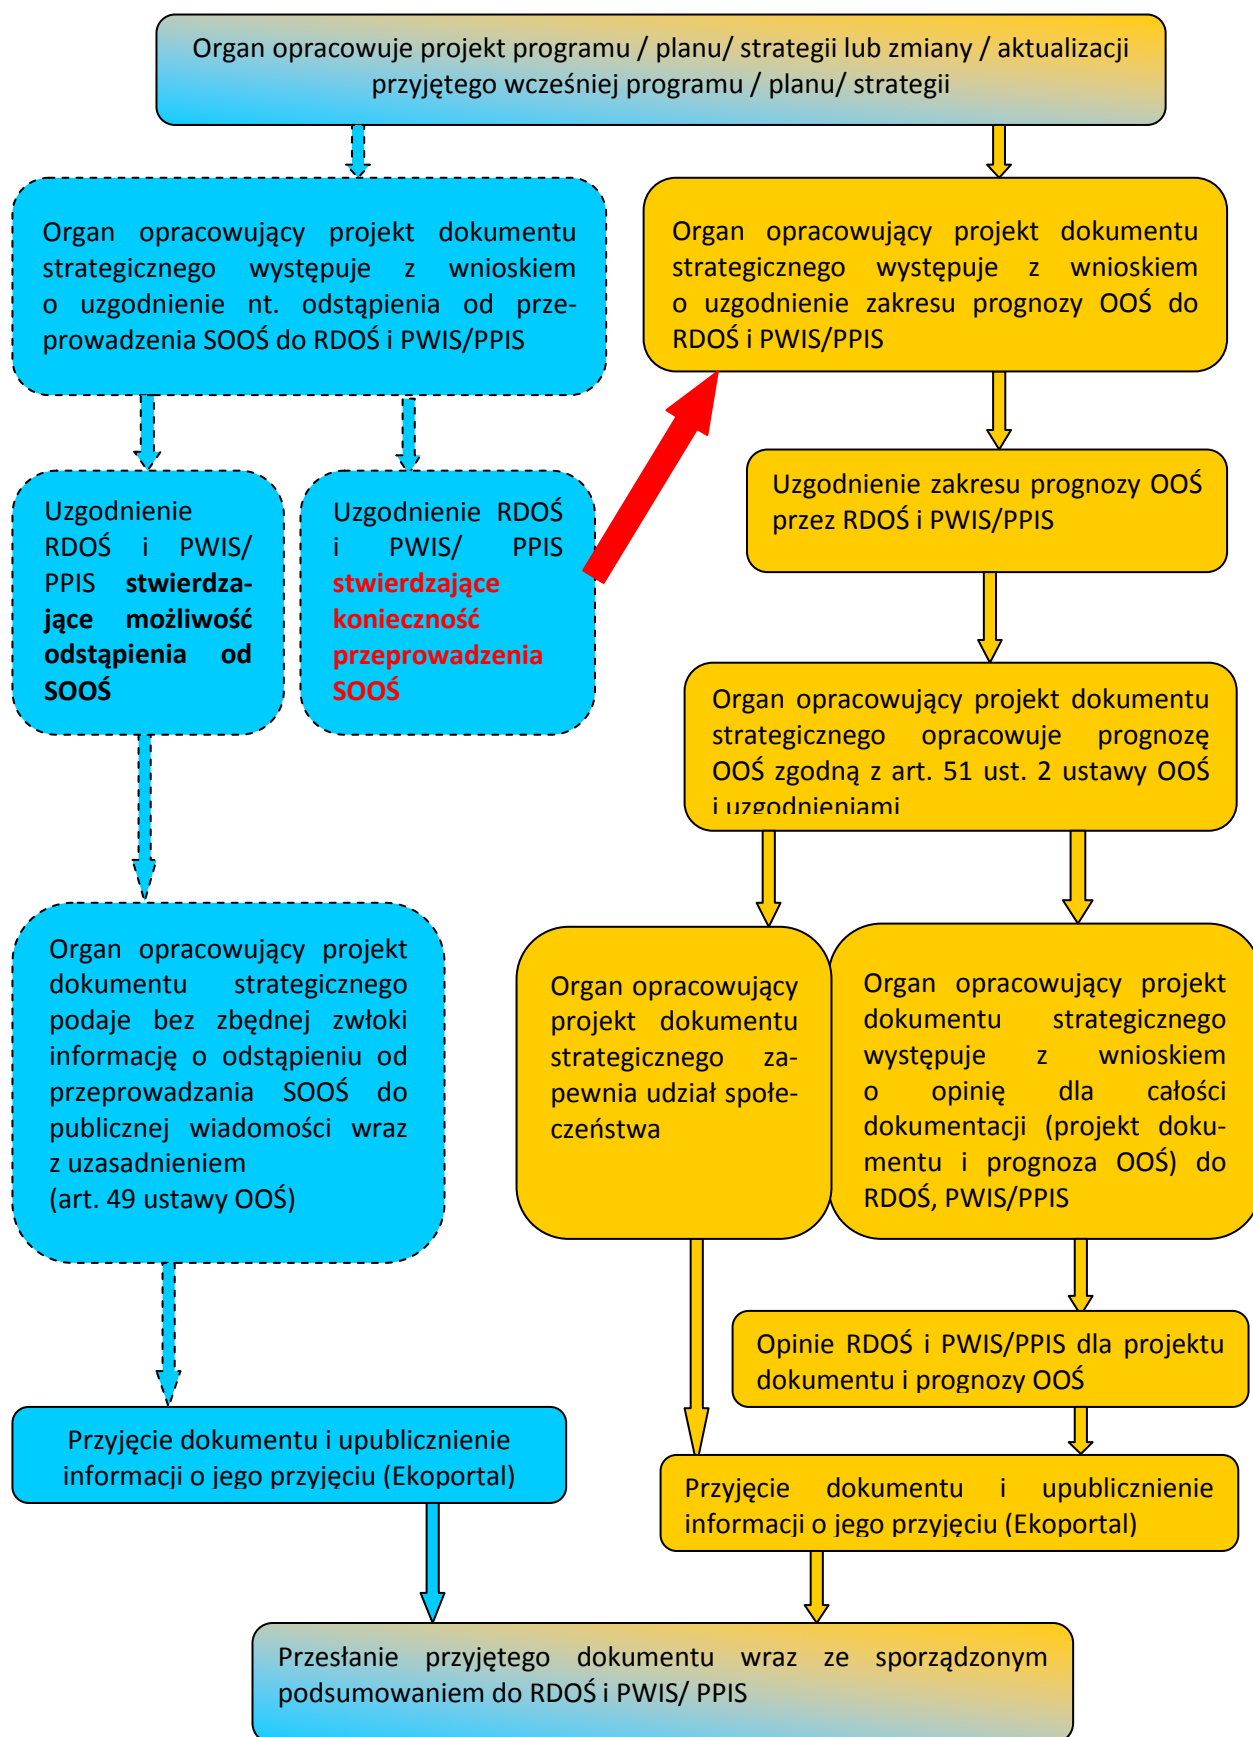 Organ opracowuje projekt programu / planu/ strategii lub zmiany / aktualizacji
przyjętego wcześniej programu / planu/ strategii
Organ opracowujący projekt dokumentu
strategicznego występuje z wnioskiem
o uzgodnienie nt. odstąpienia od prze-
prowadzenia SOOŚ do RDOŚ i PWIS/PPIS
Organ opracowujący projekt dokumentu
strategicznego występuje z wnioskiem
o uzgodnienie zakresu prognozy OOŚ do
RDOŚ i PWIS/PPIS
Uzgodnienie
RDOŚ i PWIS/
PPIS stwierdza-
jące możliwość
odstąpienia od
SOOŚ
Uzgodnienie RDOŚ
i PWIS/ PPIS
stwierdzające
konieczność
przeprowadzenia
SOOŚ
Uzgodnienie zakresu prognozy OOŚ
przez RDOŚ i PWIS/PPIS
Organ opracowujący projekt dokumentu
strategicznego opracowuje prognozę
OOŚ zgodną z art. 51 ust. 2 ustawy OOŚ
i uzgodnieniami
Organ opracowujący projekt
dokumentu strategicznego
podaje bez zbędnej zwłoki
informację o odstąpieniu od
przeprowadzania SOOŚ do
publicznej wiadomości wraz
z uzasadnieniem
(art. 49 ustawy OOŚ)
Organ opracowujący
projekt dokumentu
strategicznego za-
pewnia udział społe-
czeństwa
Organ opracowujący projekt
dokumentu strategicznego
występuje z wnioskiem
o opinię dla całości
dokumentacji (projekt doku-
mentu i prognoza OOŚ) do
RDOŚ, PWIS/PPIS
Opinie RDOŚ i PWIS/PPIS dla projektu
dokumentu i prognozy OOŚ
Przyjęcie dokumentu i upublicznienie
informacji o jego przyjęciu (Ekoportal)
Przyjęcie dokumentu i upublicznienie
informacji o jego przyjęciu (Ekoportal)
Przesłanie przyjętego dokumentu wraz ze sporządzonym
podsumowaniem do RDOŚ i PWIS/ PPIS